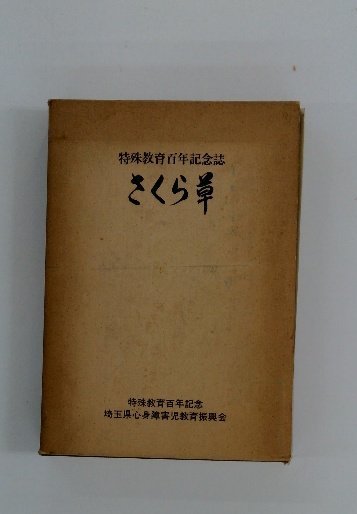 特殊教育百年記念誌
さくら草
特殊教育百年記念
埼玉県心身障害児教育振興会